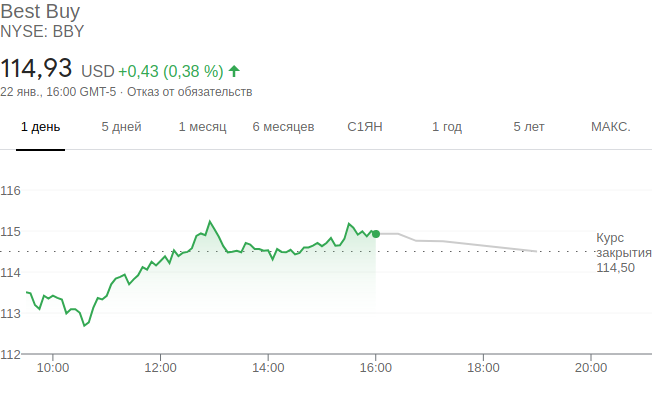 Best Buy
NYSE: BBY
114,93 USD +0,43 (0,38 %)
22 янв., 16:00 GMT-5 · Отказ от обязательств
1 день 5 дней 1 месяц 6 месяцев С1ЯН 1 год 5 лет МАКС.
116
115
114
113
112
Курс
закрытия
114,50
10:00 12:00 14:00 16:00 18:00 20:00